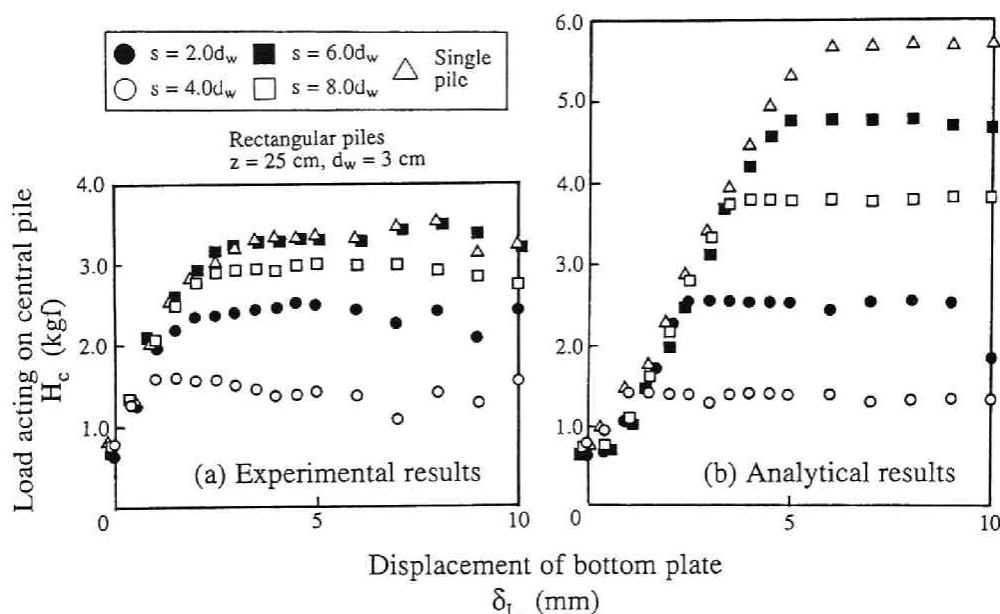 s = 2.0d_w s = 6.0d_w Single
s = 4.0d_w s = 8.0d_w pile
Rectangular piles
z = 25 cm, d_w = 3 cm
Load acting on central pile
H_c (kgf)
4.0
3.0
2.0
1.0
0 5 10
(a) Experimental results
6.0
5.0
4.0
3.0
2.0
1.0
0
0 5 10
(b) Analytical results
Displacement of bottom plate
δ_L (mm)